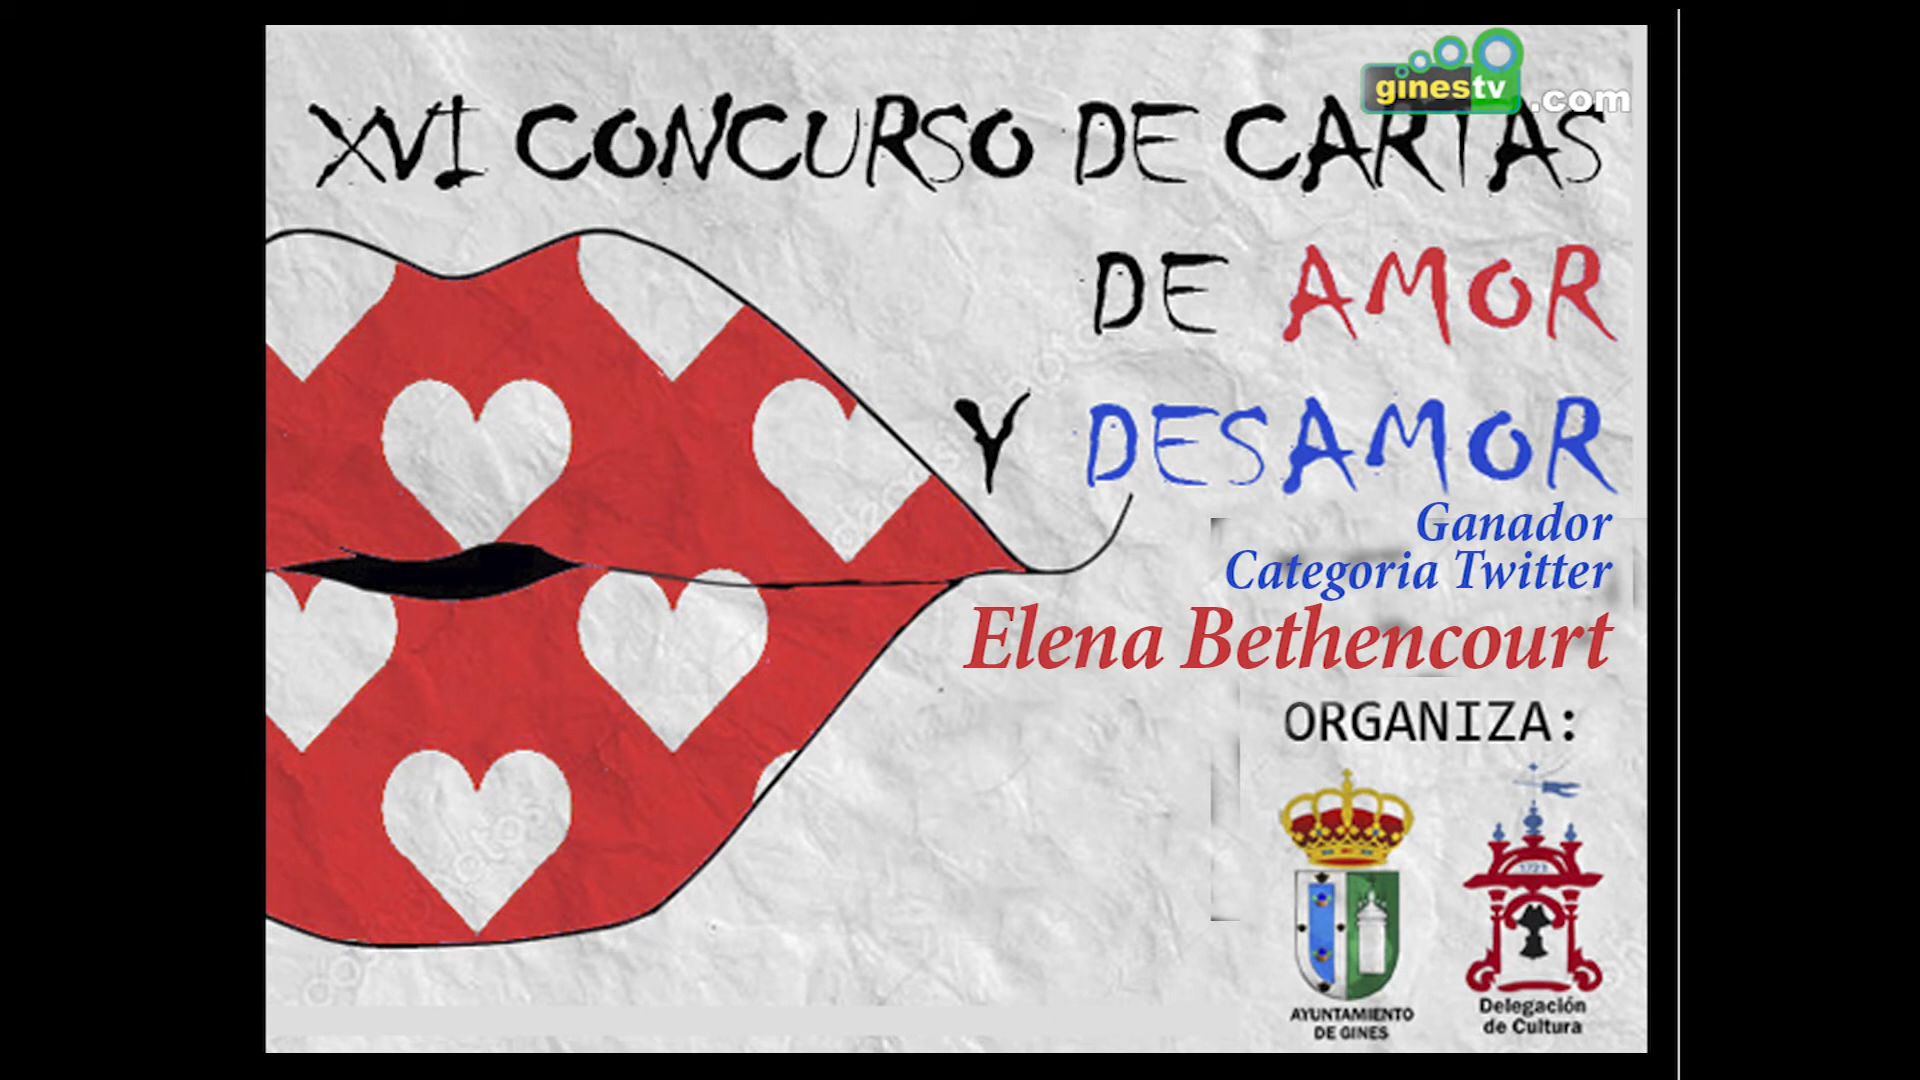 ginestv.com
XVI CONCURSO DE CARTAS
DE AMOR
Y DESAMOR
Ganador
Categoria Twitter
Elena Bethencourt
ORGANIZA:
1723
AYUNTAMIENTO
DE GINES
Delegación
de Cultura